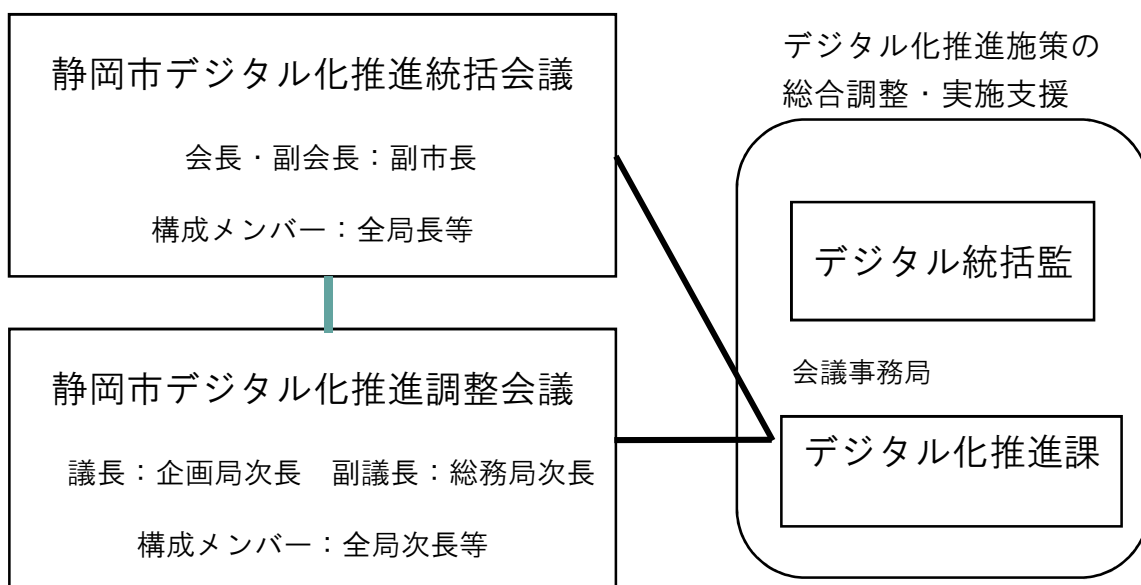 静岡市デジタル化推進統括会議
会長・副会長：副市長
構成メンバー：全局長等
静岡市デジタル化推進調整会議
議長：企画局次長　副議長：総務局次長
構成メンバー：全局次長等
デジタル化推進施策の
総合調整・実施支援
デジタル統括監
会議事務局
デジタル化推進課